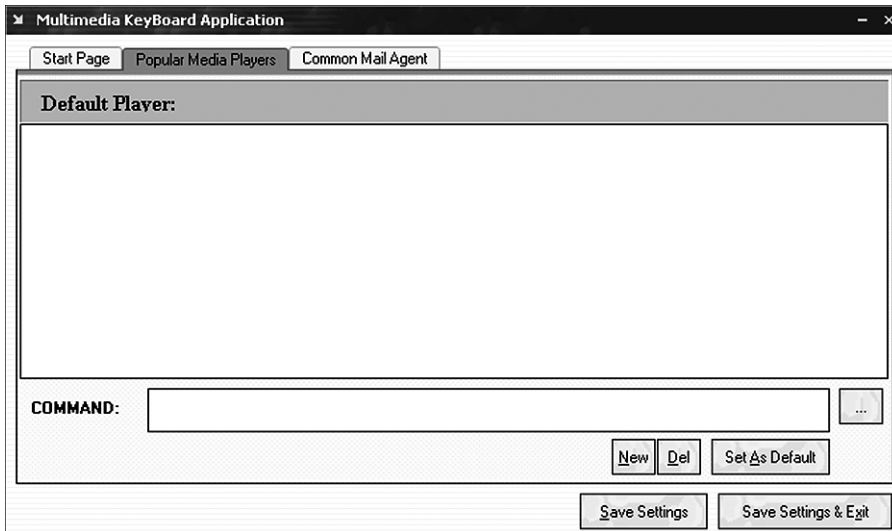 Multimedia KeyBoard Application
Start Page Popular Media Players Common Mail Agent
Default Player:
COMMAND: ...
New Del Set As Default
Save Settings Save Settings & Exit